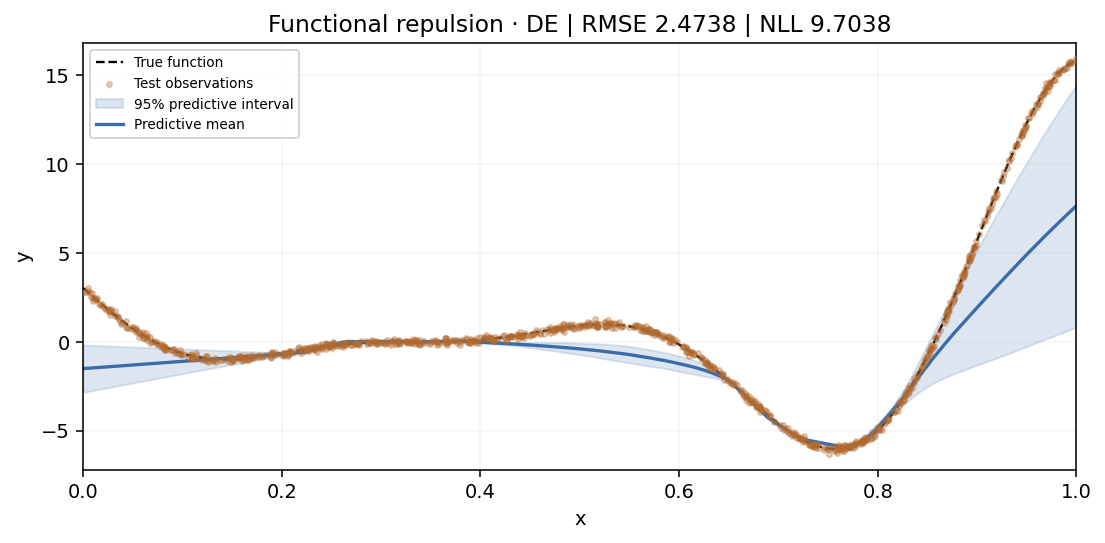 Functional repulsion · DE | RMSE 2.4738 | NLL 9.7038
True function
Test observations
95% predictive interval
Predictive mean
15
10
5
0
−5
y
0.0 0.2 0.4 0.6 0.8 1.0
x